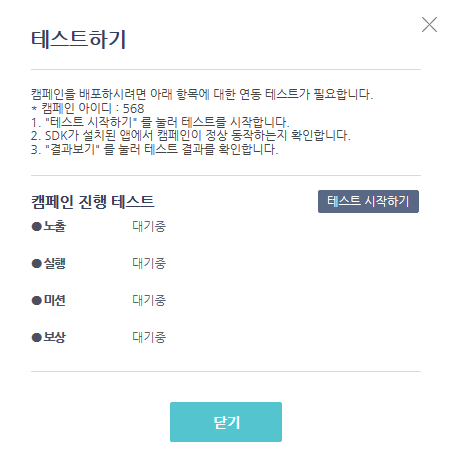 테스트하기
캠페인을 배포하시려면 아래 항목에 대한 연동 테스트가 필요합니다.
* 캠페인 아이디 : 568
1. "테스트 시작하기" 를 눌러 테스트를 시작합니다.
2. SDK가 설치된 앱에서 캠페인이 정상 동작하는지 확인합니다.
3. "결과보기" 를 눌러 테스트 결과를 확인합니다.
캠페인 진행 테스트
테스트 시작하기
● 노출 대기중
● 실행 대기중
● 미션 대기중
● 보상 대기중
닫기